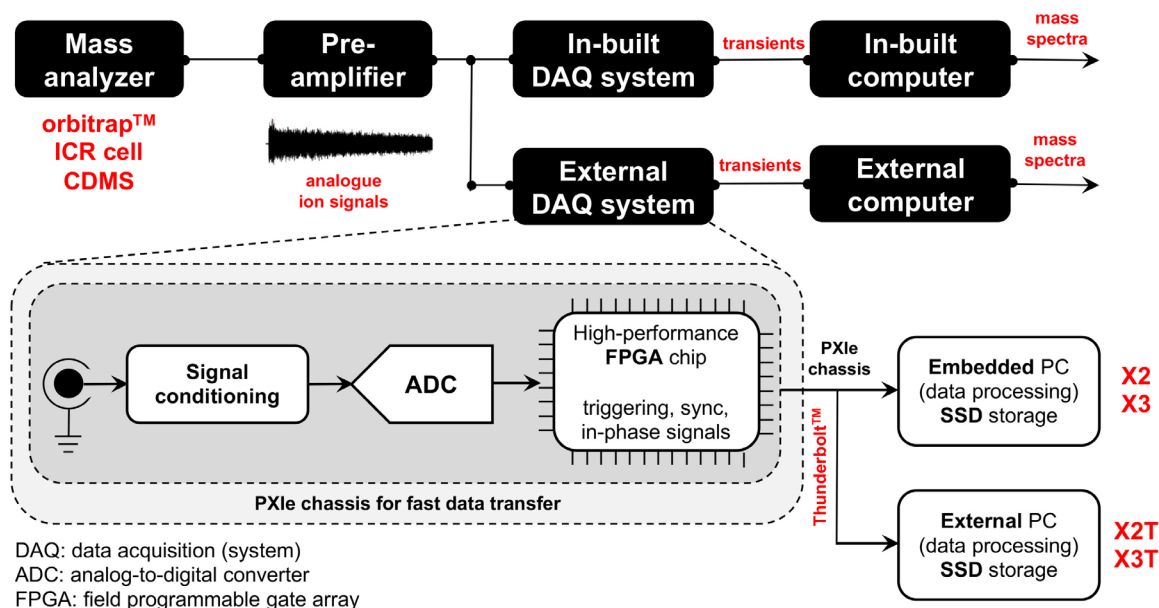 Mass
analyzer
Pre-
amplifier
In-built
DAQ system
transients
In-built
computer
mass
spectra
orbitrap™
ICR cell
CDMS
analogue
ion signals
External
DAQ system
transients
External
computer
mass
spectra
Signal
conditioning
ADC
High-performance
FPGA chip
triggering, sync,
in-phase signals
PXIe chassis for fast data transfer
PXIe
chassis
Thunderbolt™
Embedded PC
(data processing)
SSD storage
X2
X3
External PC
(data processing)
SSD storage
X2T
X3T
DAQ: data acquisition (system)
ADC: analog-to-digital converter
FPGA: field programmable gate array